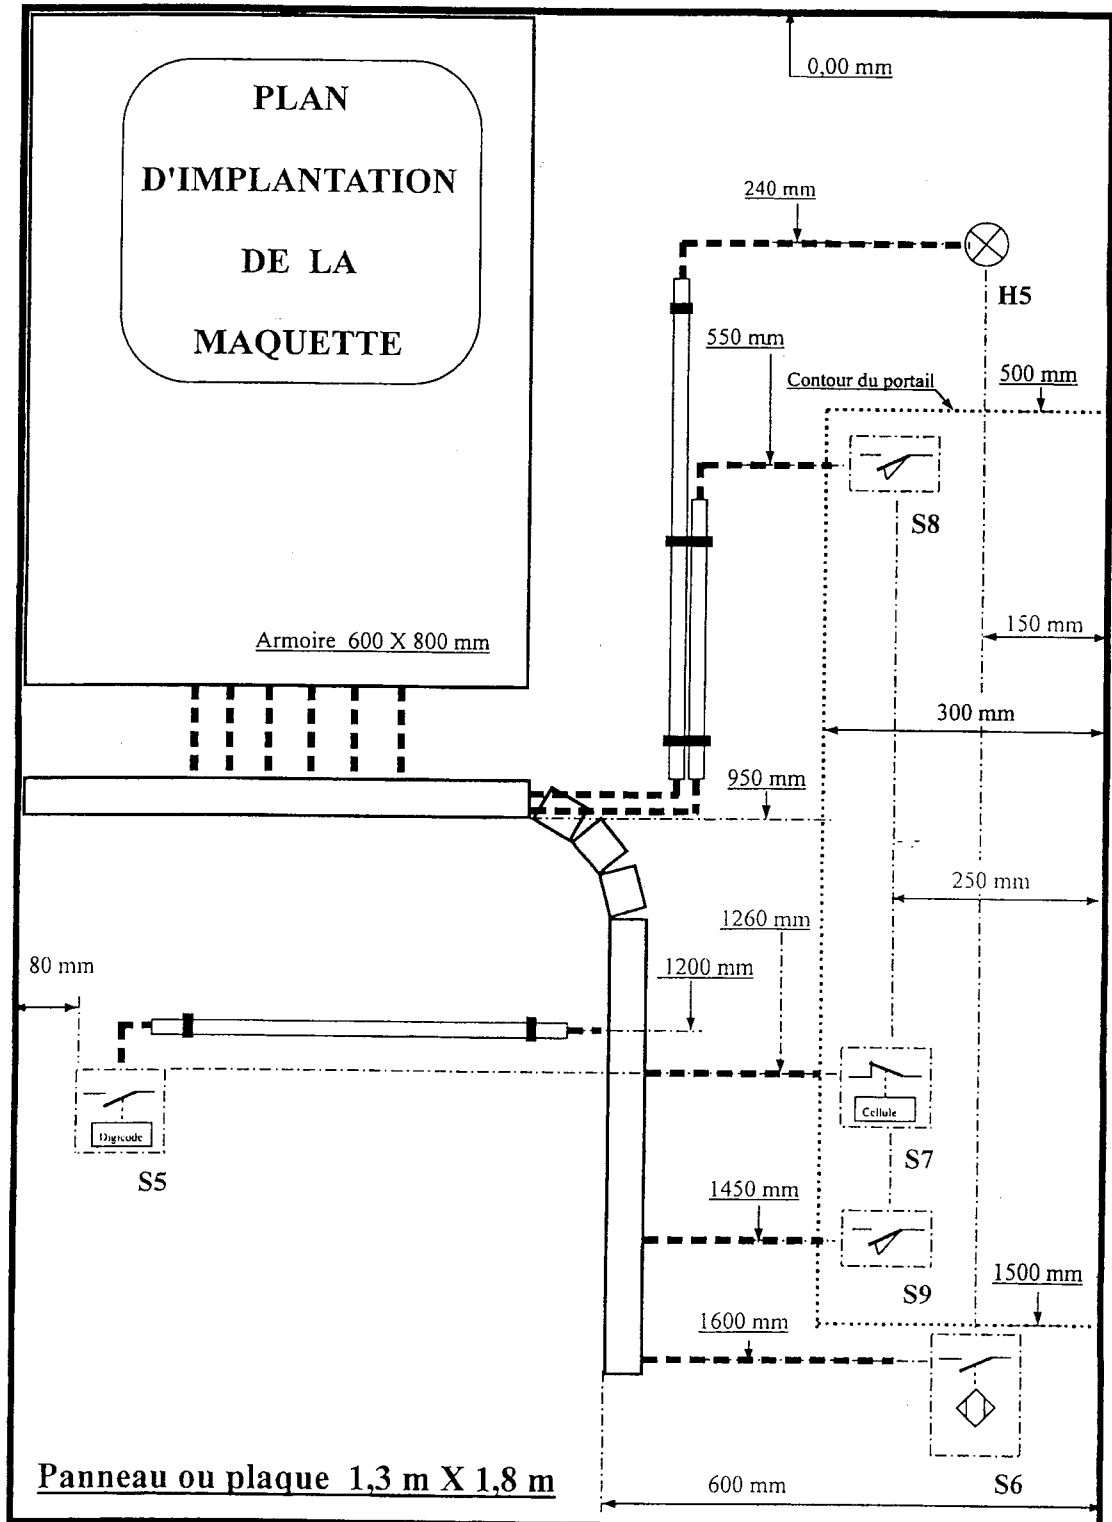 PLAN
D'IMPLANTATION
DE LA
MAQUETTE
0,00 mm
240 mm
H5
550 mm
Contour du portail
500 mm
S8
Armoire 600 X 800 mm
150 mm
300 mm
950 mm
250 mm
1260 mm
80 mm
1200 mm
Digicode
S5
Cellule
S7
1450 mm
S9
1500 mm
1600 mm
S6
600 mm
Panneau ou plaque 1,3 m X 1,8 m